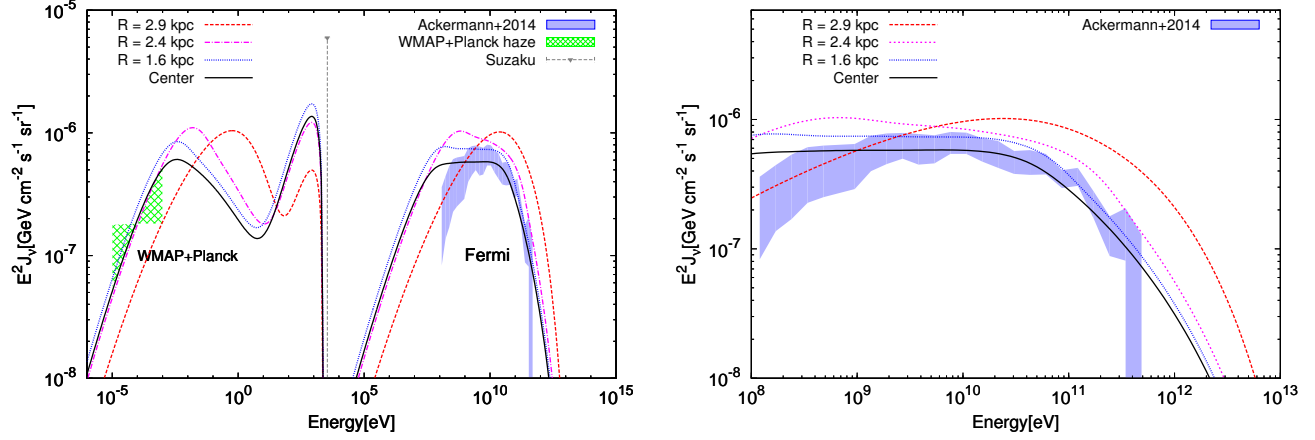 R = 2.9 kpc
R = 2.4 kpc
R = 1.6 kpc
Center
Ackermann+2014
WMAP+Planck haze
Suzaku
10^-5
10^-6
10^-7
10^-8
E^2J_ν[GeV cm^-2 s^-1 sr^-1]
WMAP+Planck
Fermi
10^-5 10^0 10^5 10^10 10^15
Energy[eV]
R = 2.9 kpc
R = 2.4 kpc
R = 1.6 kpc
Center
Ackermann+2014
10^-6
10^-7
10^-8
E^2J_ν[GeV cm^-2 s^-1 sr^-1]
10^8 10^9 10^10 10^11 10^12 10^13
Energy[eV]